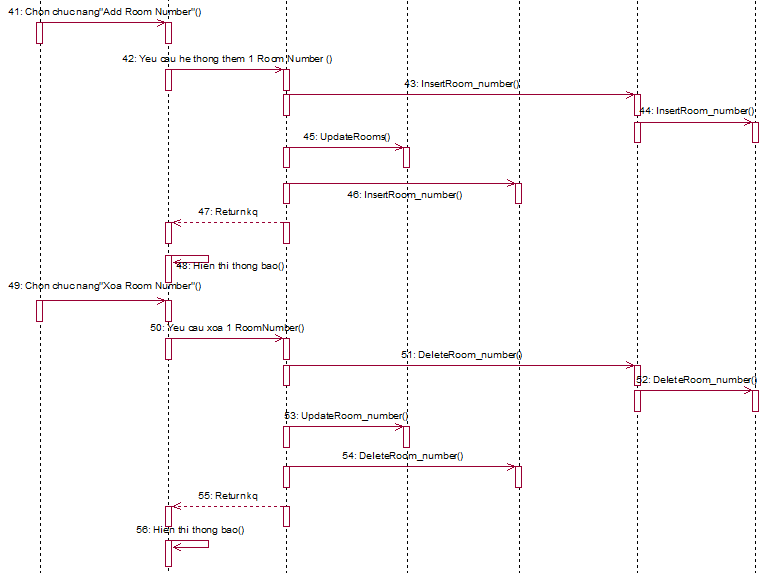 41: Chon chuc nang"Add Room Number"()
42: Yeu cau he thong them 1 Room Number ()
43: InsertRoom_number()
44: InsertRoom_number()
45: UpdateRooms()
46: InsertRoom_number()
47: Return kq
48: Hien thi thong bao()
49: Chon chuc nang"Xoa Room Number"()
50: Yeu cau xoa 1 RoomNumber()
51: DeleteRoom_number()
52: DeleteRoom_number()
53: UpdateRoom_number()
54: DeleteRoom_number()
55: Return kq
56: Hien thi thong bao()